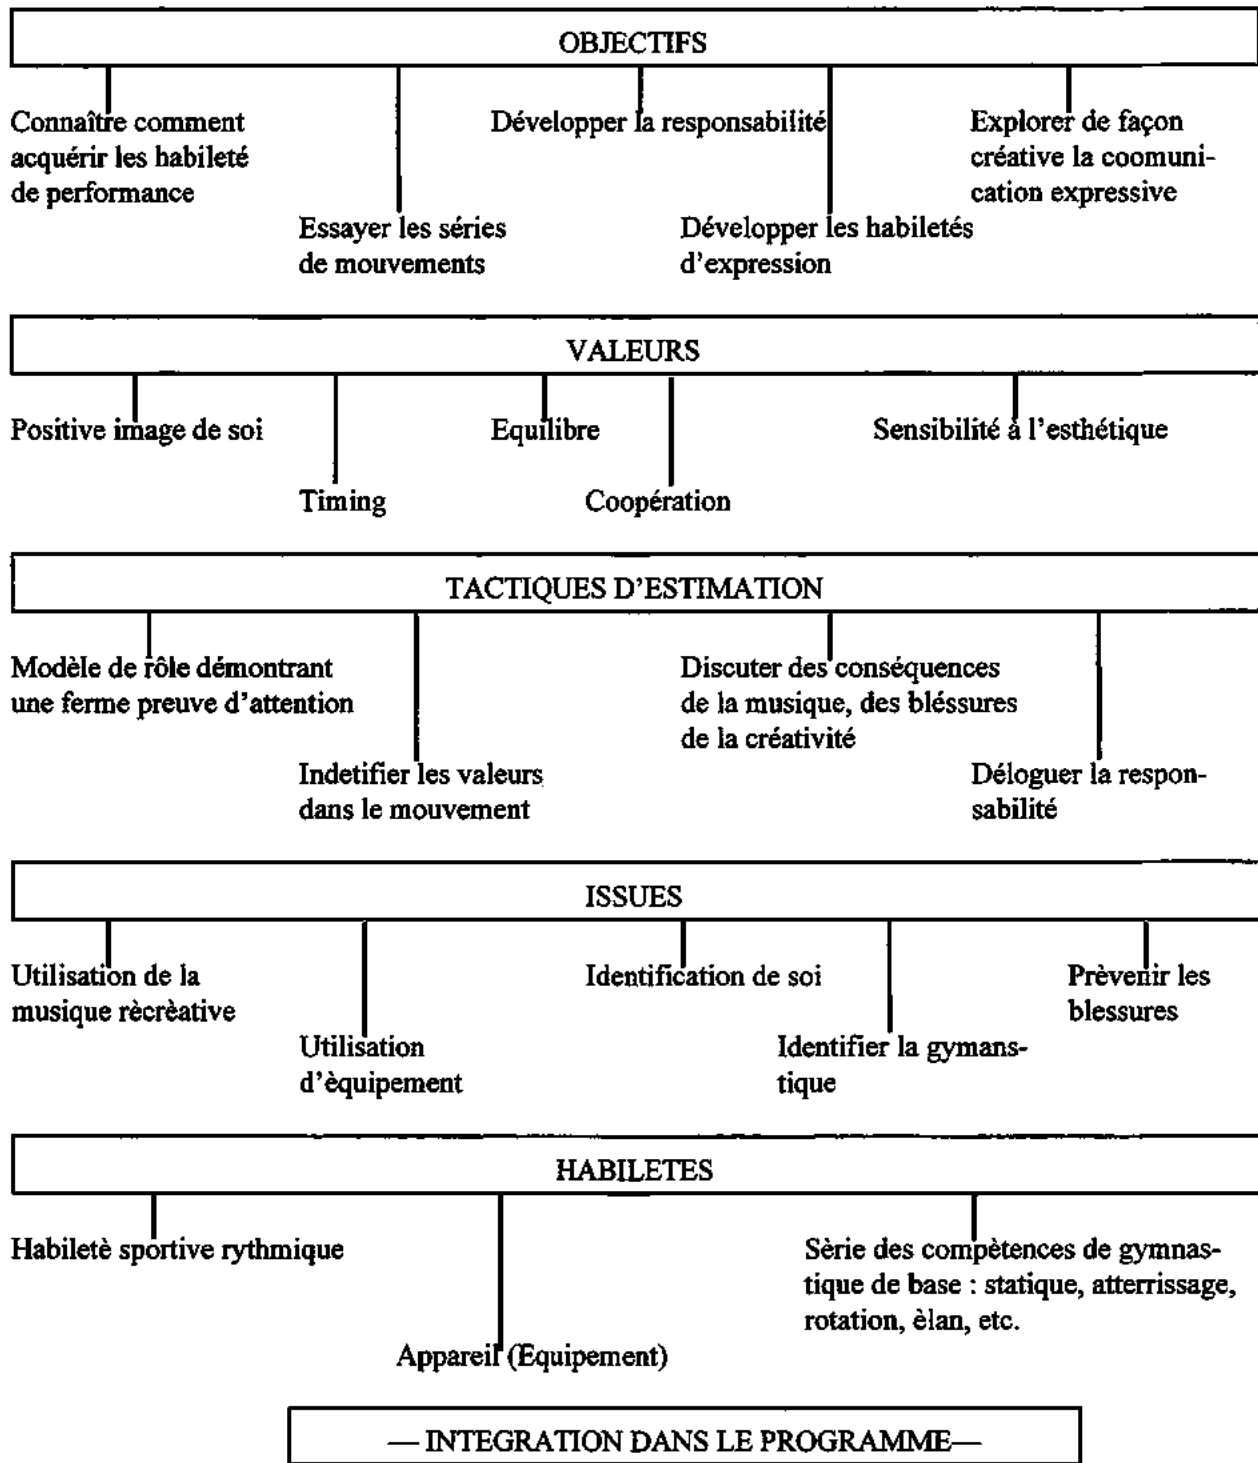 OBJECTIFS
Connaître comment
acquérir les habileté
de performance
Essayer les séries
de mouvements
Développer la responsabilité
Développer les habiletés
d'expression
Explorer de façon
créative la coomuni-
cation expressive
VALEURS
Positive image de soi
Timing
Equilibre
Coopération
Sensibilité à l'esthétique
TACTIQUES D'ESTIMATION
Modèle de rôle démontrant
une ferme preuve d'attention
Indetifier les valeurs
dans le mouvement
Discuter des conséquences
de la musique, des bléssures
de la créativité
Déloguer la respon-
sabilité
ISSUES
Utilisation de la
musique rècrèative
Utilisation
d'èquipement
Identification de soi
Identifier la gymans-
tique
Prèvenir les
blessures
HABILETES
Habiletè sportive rythmique
Appareil (Equipement)
Sèrie des compètences de gymnas-
tique de base : statique, atterrissage,
rotation, èlan, etc.
— INTEGRATION DANS LE PROGRAMME—